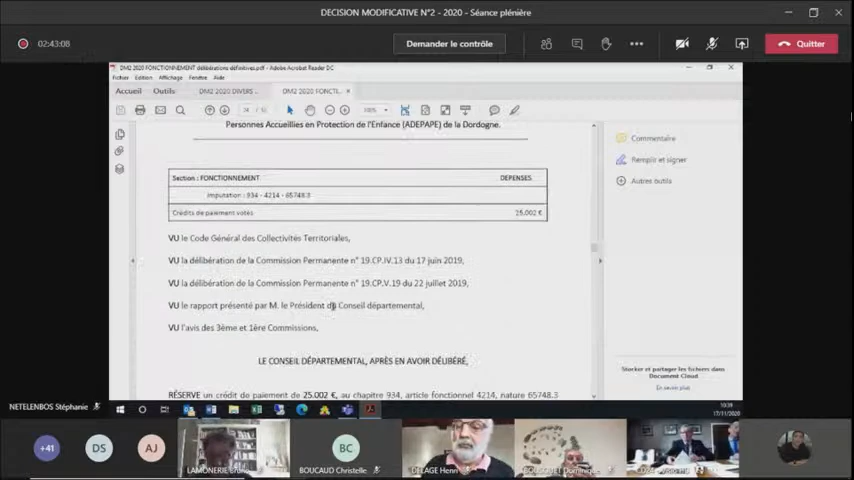 DECISION MODIFICATIVE N°2 - 2020 - Séance plénière
02:43:08
Demander le contrôle
Quitter
DM2 2020 FONCTIONNEMENT délibérations définitives.pdf - Adobe Acrobat Reader DC
Fichier Edition Affichage Fenêtre Aide
Accueil Outils DM2 2020 DIVERS ... DM2 2020 FONCTI... ×
Personnes Accueillies en Protection de l'Enfance (ADEPAPE) de la Dordogne.
Section : FONCTIONNEMENT DEPENSES
Imputation : 934 - 4214 - 65748.3
Crédits de paiement votés 25.002 €
VU le Code Général des Collectivités Territoriales,
VU la délibération de la Commission Permanente n° 19.CP.IV.13 du 17 juin 2019,
VU la délibération de la Commission Permanente n° 19.CP.V.19 du 22 juillet 2019,
VU le rapport présenté par M. le Président du Conseil départemental,
VU l'avis des 3ème et 1ère Commissions,
LE CONSEIL DÉPARTEMENTAL, APRÈS EN AVOIR DÉLIBÉRÉ,
RÉSERVE un crédit de paiement de 25.002 €, au chapitre 934, article fonctionnel 4214, nature 65748.3
Commentaire
Remplir et signer
Autres outils
Stocker et partager les fichiers dans
Document Cloud
En savoir plus
10:39
17/11/2020
NETELENBOS Stéphanie
+41
DS
AJ
LAMONERIE Bruno
BC
BOUCAUD Christelle
DELAGE Henri
BOUSQUET Dominique